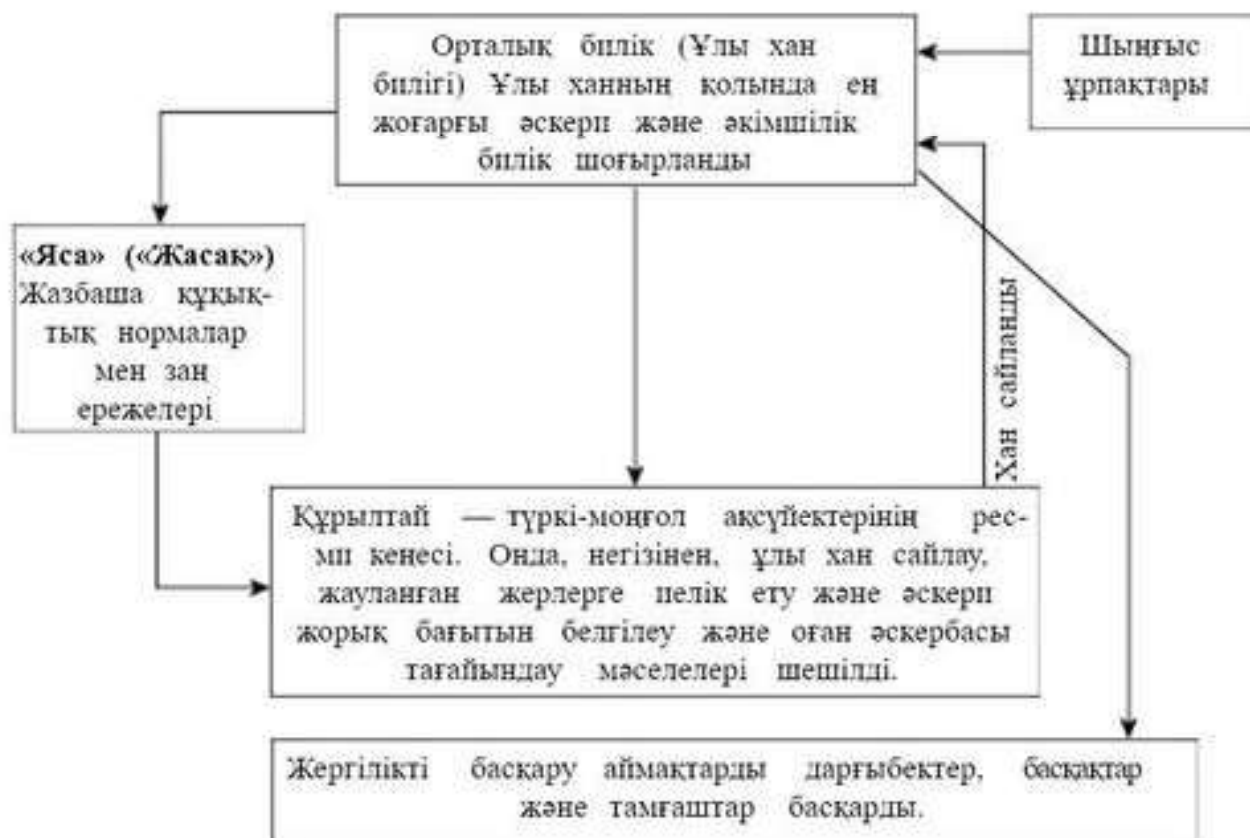 Орталық билік (Ұлы хан
билігі) Ұлы ханның қолында ең
жоғарғы әскери және әкімшілік
билік шоғырланды
Шыңғыс
ұрпақтары
«Яса» («Жасақ»)
Жазбаша құқық-
тық нормалар
мен заң
ережелері
Хан сайланды
Құрылтай — түркі-моңғол ақсүйектерінің рес-
ми кеңесі. Онда, негізінен, ұлы хан сайлау,
жауланған жерлерге иелік ету және әскери
жорық бағытын белгілеу және оған әскербасы
тағайындау мәселелері шешілді.
Жергілікті басқару аймақтарды дарғыбектер, басқақтар
және тамғаштар басқарды.